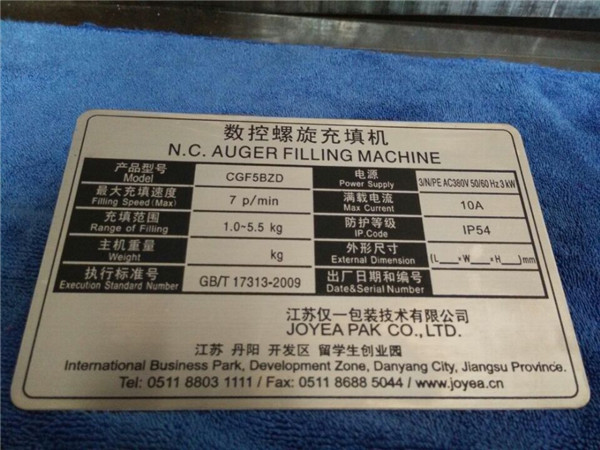 数控螺旋充填机
N.C. AUGER FILLING MACHINE
产品型号 CGF5BZD 电源
Model Power Supply 3/N/PE AC380V 50/60 Hz 3 kW
最大充填速度 7 p/min 满载电流 10A
Filling Speed(Max) Max Current
充填范围 1.0~5.5 kg 防护等级 IP54
Range of Filling IP.Code
主机重量 kg 外形尺寸 (L__×W__×H__)mm
Weight External Dimension
执行标准号 GB/T 17313-2009 出厂日期和编号
Execution Standard Number Date&Serial Number
江苏仅一包装技术有限公司
JOYEA PAK CO.,LTD.
江苏 丹阳 开发区 留学生创业园
International Business Park, Development Zone, Danyang City, Jiangsu Province.
Tel: 0511 8803 1111 / Fax: 0511 8688 5044 / www.joyea.cn